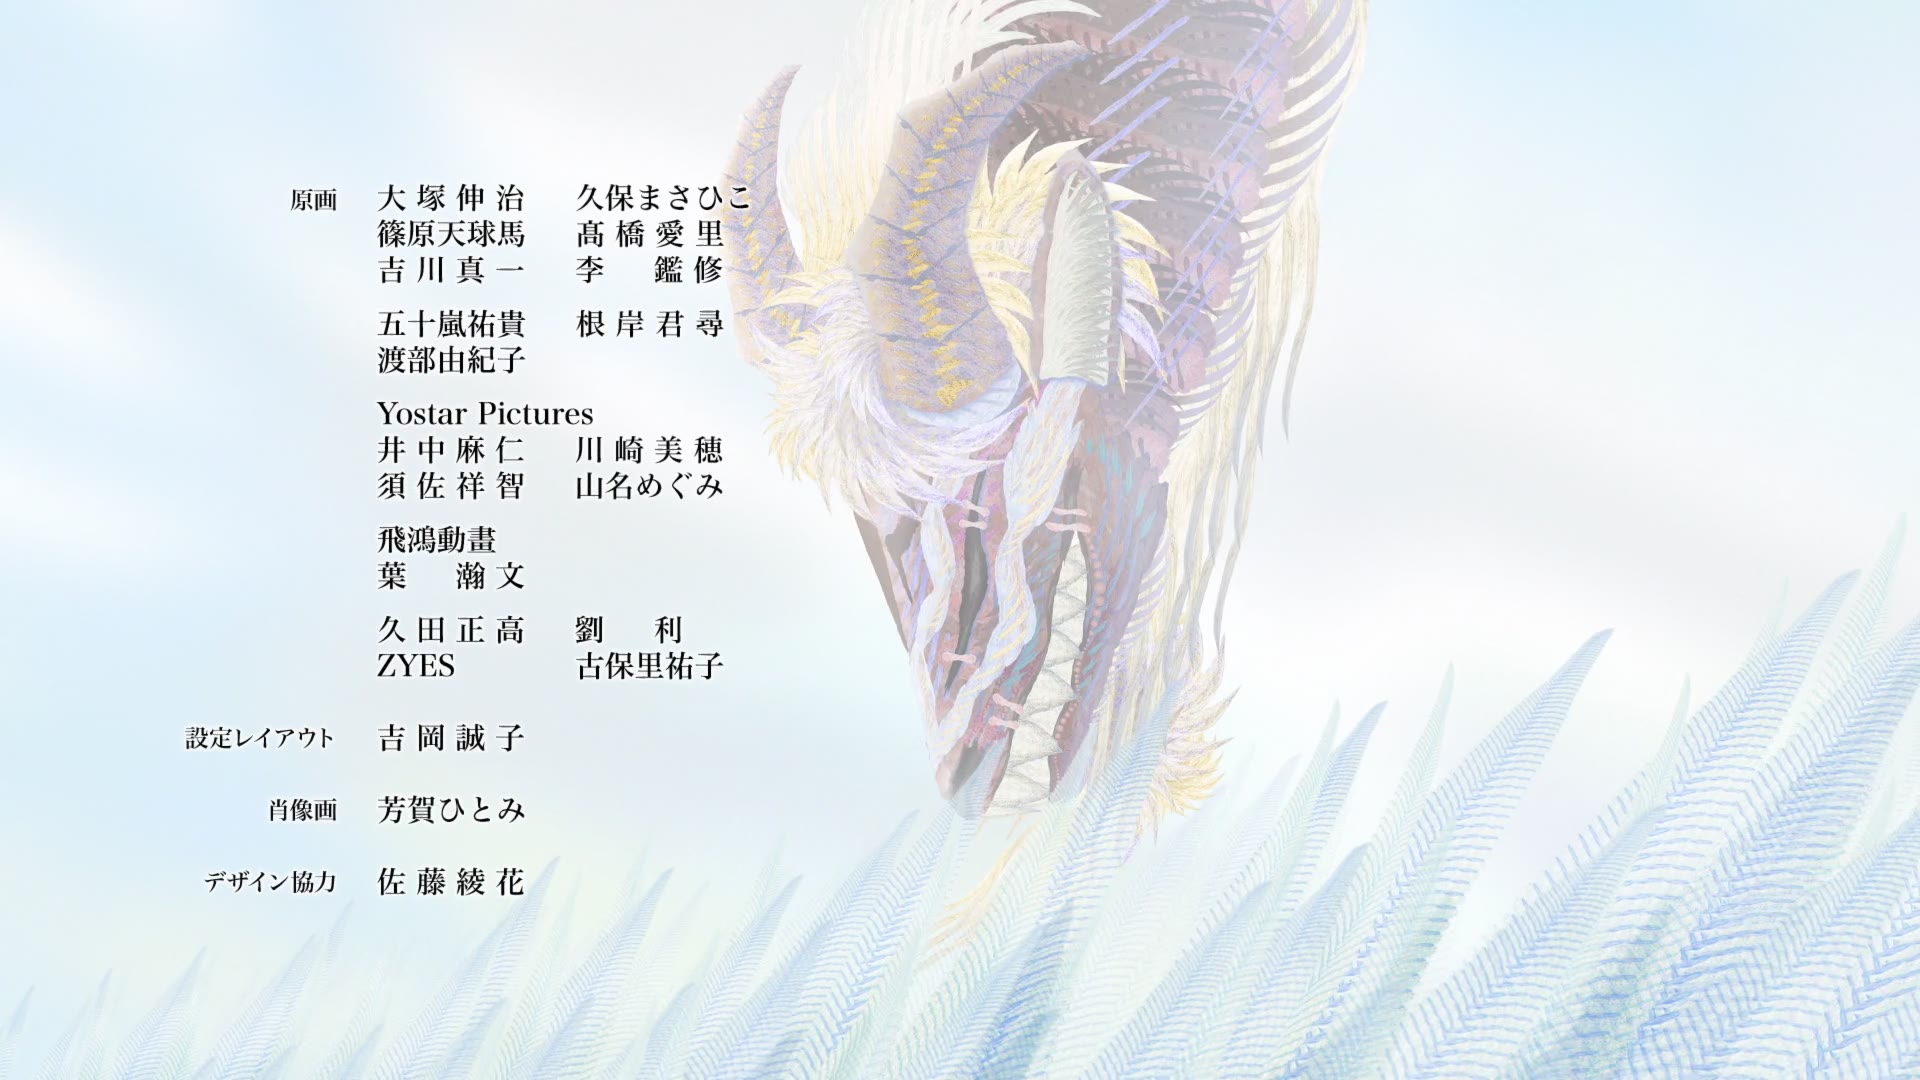 原画 大塚伸治 久保まさひこ
篠原天球馬 髙橋愛里
吉川真一 李 鑑修
五十嵐祐貴 根岸君尋
渡部由紀子
Yostar Pictures
井中麻仁 川崎美穂
須佐祥智 山名めぐみ
飛鴻動畫
葉 瀚文
久田正高 劉 利
ZYES 古保里祐子
設定レイアウト 吉岡誠子
肖像画 芳賀ひとみ
デザイン協力 佐藤綾花